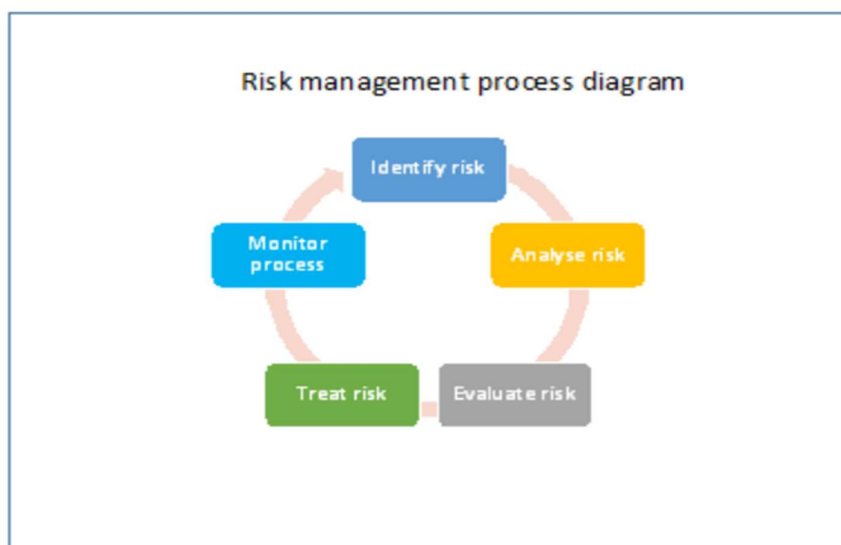 Risk management process diagram
Identify risk
Analyse risk
Evaluate risk
Treat risk
Monitor
process